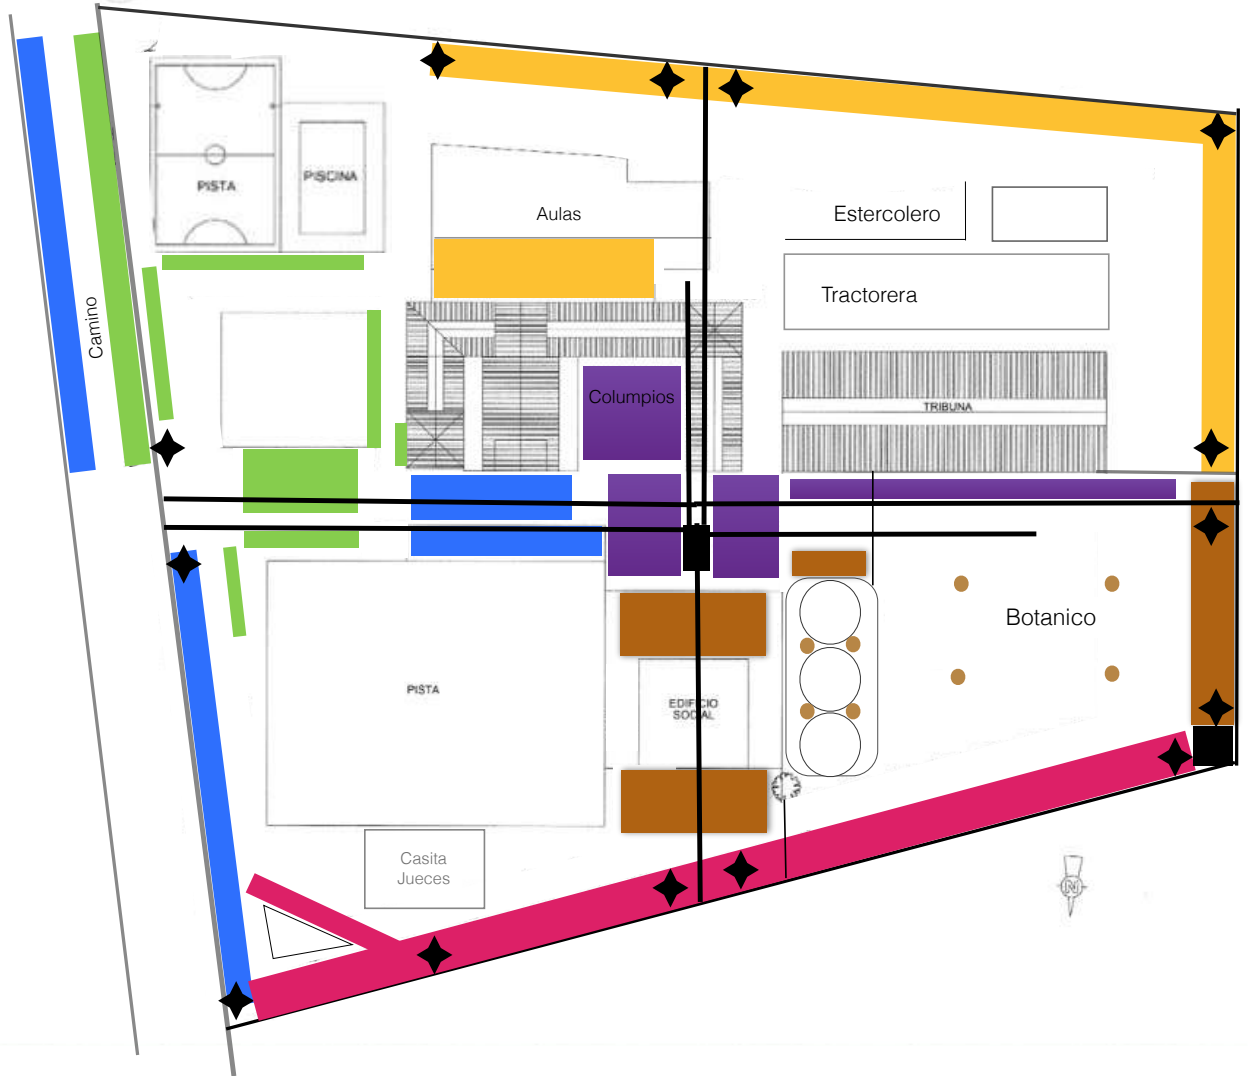 PISTA
PISCINA
Aulas
Estercolero
Tractorera
Camino
Columpios
TRIBUNA
Botanico
PISTA
EDIFICIO
SOCIAL
Casita
Jueces
N